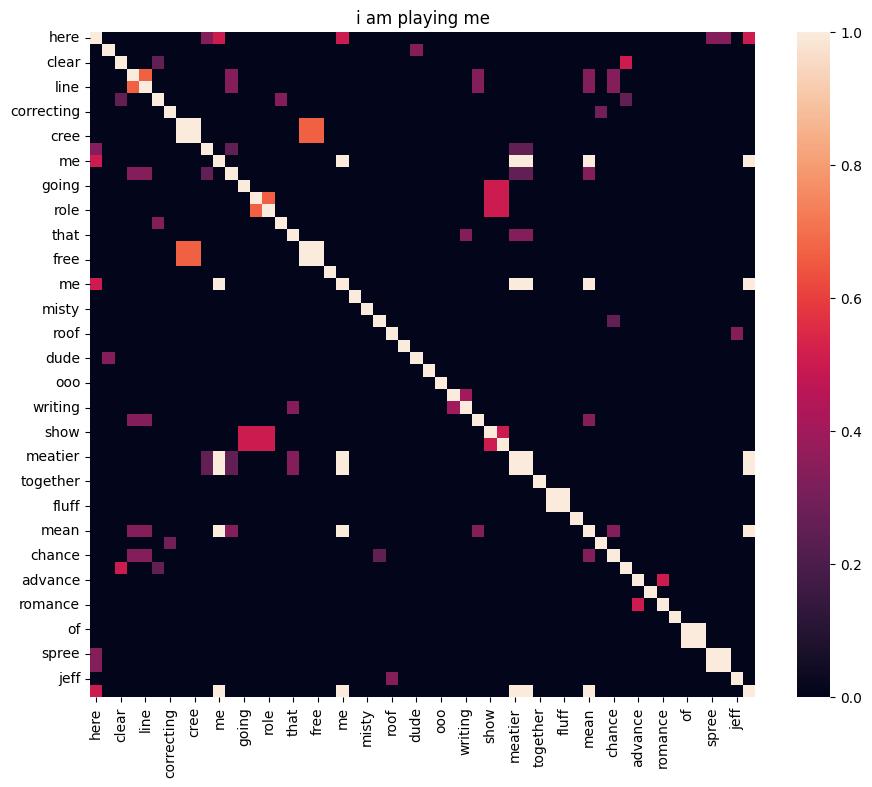 i am playing me
here
clear
line
correcting
cree
me
going
role
that
free
me
misty
roof
dude
ooo
writing
show
meatier
together
fluff
mean
chance
advance
romance
of
spree
jeff
1.0
0.8
0.6
0.4
0.2
0.0
here
clear
line
correcting
cree
me
going
role
that
free
me
misty
roof
dude
ooo
writing
show
meatier
together
fluff
mean
chance
advance
romance
of
spree
jeff